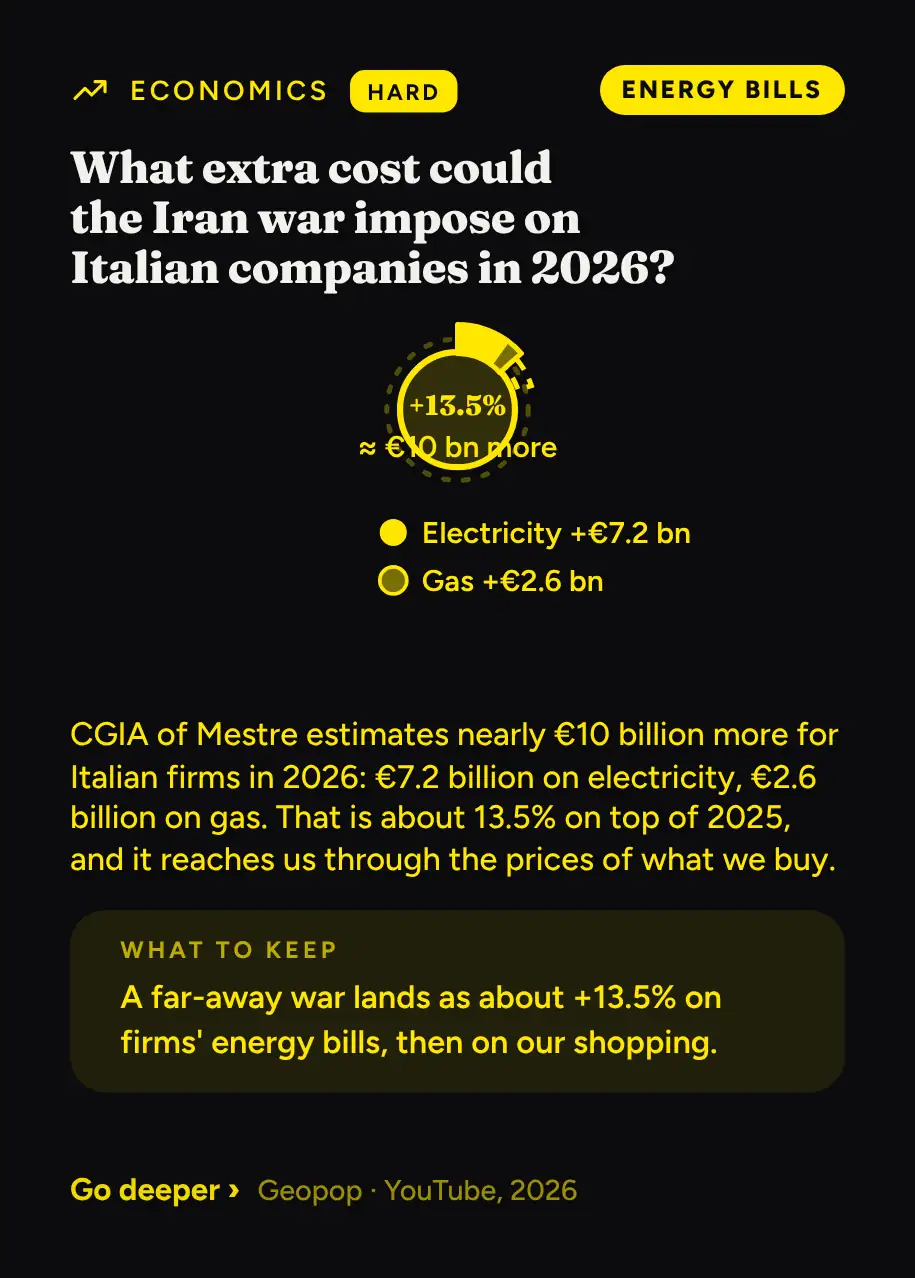 ECONOMICS HARD ENERGY BILLS
What extra cost could
the Iran war impose on
Italian companies in 2026?
+13.5%
≈ €10 bn more
Electricity +€7.2 bn
Gas +€2.6 bn
CGIA of Mestre estimates nearly €10 billion more for
Italian firms in 2026: €7.2 billion on electricity, €2.6
billion on gas. That is about 13.5% on top of 2025,
and it reaches us through the prices of what we buy.
WHAT TO KEEP
A far-away war lands as about +13.5% on
firms' energy bills, then on our shopping.
Go deeper › Geopop · YouTube, 2026